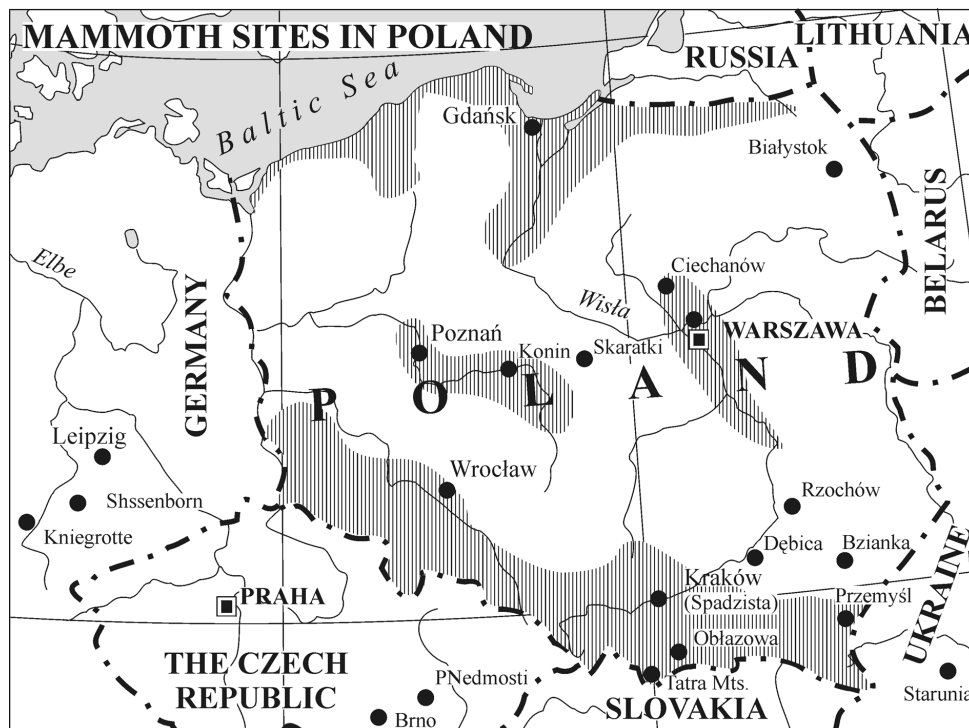 MAMMOTH SITES IN POLAND
LITHUANIA
RUSSIA
Baltic Sea
Gdańsk
Białystok
BELARUS
Elbe
Ciechanów
GERMANY
Wisła
WARSZAWA
Poznań
Konin
Skaratki
POLAND
Leipzig
Wrocław
Shssenborn
Rzochów
Kniegrotte
Dębica
Bzianka
UKRAINE
Kraków
(Spadzista)
Przemyśl
PRAHA
Obłazowa
THE CZECH
REPUBLIC
PNedmosti
Tatra Mts.
Starunia
SLOVAKIA
Brno